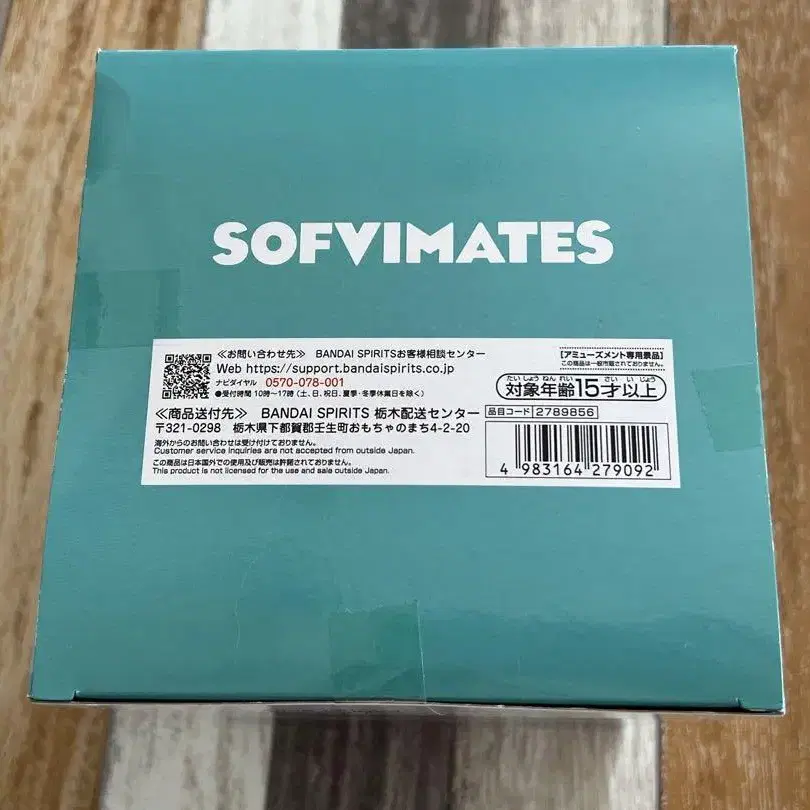 SOFVIMATES
≪お問い合わせ先≫ BANDAI SPIRITSお客様相談センター
Web https://support.bandaispirits.co.jp
ナビダイヤル 0570-078-001
●受付時間 10時〜17時(土、日、祝日、夏季・冬季休業日を除く)
≪商品送付先≫ BANDAI SPIRITS 栃木配送センター
〒321-0298 栃木県下都賀郡壬生町おもちゃのまち4-2-20
海外からのお問い合わせは受け付けておりません。
Customer service inquiries are not accepted from outside Japan.
この商品は日本国外での使用及び販売は許諾されておりません。
This product is not licensed for the use and sale outside Japan.
[アミューズメント専用景品]
この商品は一般市販されておりません。
たいしょうねんれい さいいじょう
対象年齢15才以上
品目コード 2789856
4 983164 279092